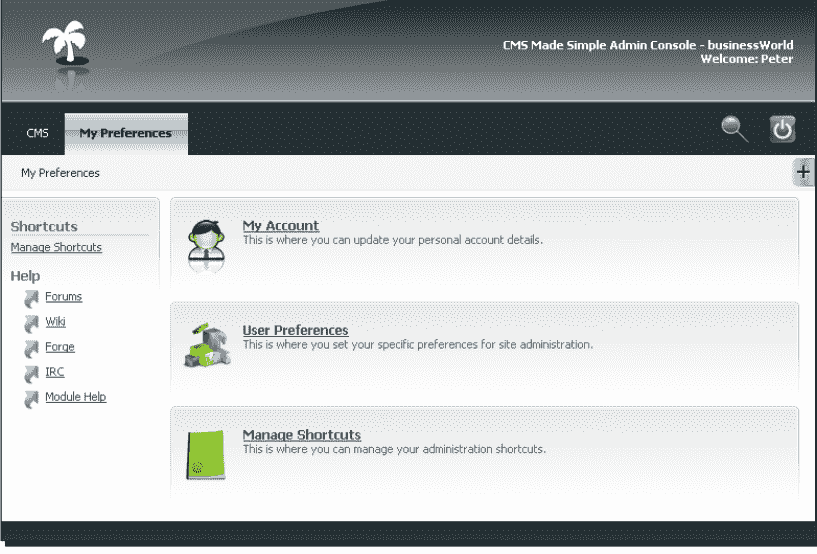 CMS Made Simple Admin Console - businessWorld
Welcome: Peter
CMS
My Preferences
My Preferences
+
Shortcuts
Manage Shortcuts
Help
Forums
Wiki
Forge
IRC
Module Help
My Account
This is where you can update your personal account details.
User Preferences
This is where you set your specific preferences for site administration.
Manage Shortcuts
This is where you can manage your administration shortcuts.